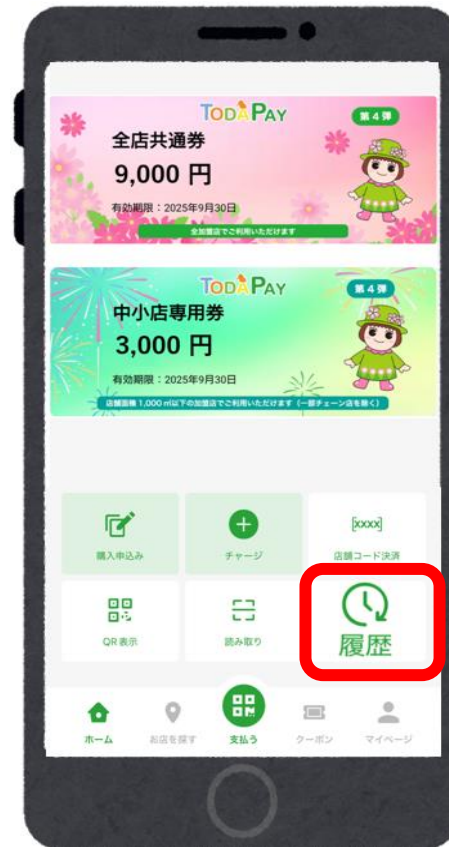 TODAPAY
第4弾
全店共通券
9,000 円
有効期限：2025年9月30日
全加盟店でご利用いただけます
TODAPAY
第4弾
中小店専用券
3,000 円
有効期限：2025年9月30日
店舗面積 1,000 ㎡以下の加盟店でご利用いただけます（一部チェーン店を除く）
購入申込み
チャージ
[xxxx]
店舗コード決済
QR表示
読み取り
履歴
ホーム
お店を探す
支払う
クーポン
マイページ